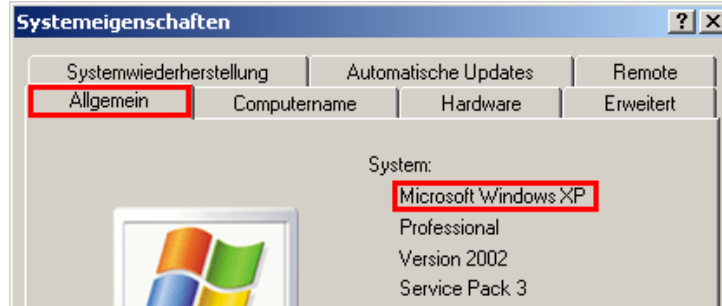 Systemeigenschaften
Systemwiederherstellung Automatische Updates Remote
Allgemein Computername Hardware Erweitert
System:
Microsoft Windows XP
Professional
Version 2002
Service Pack 3